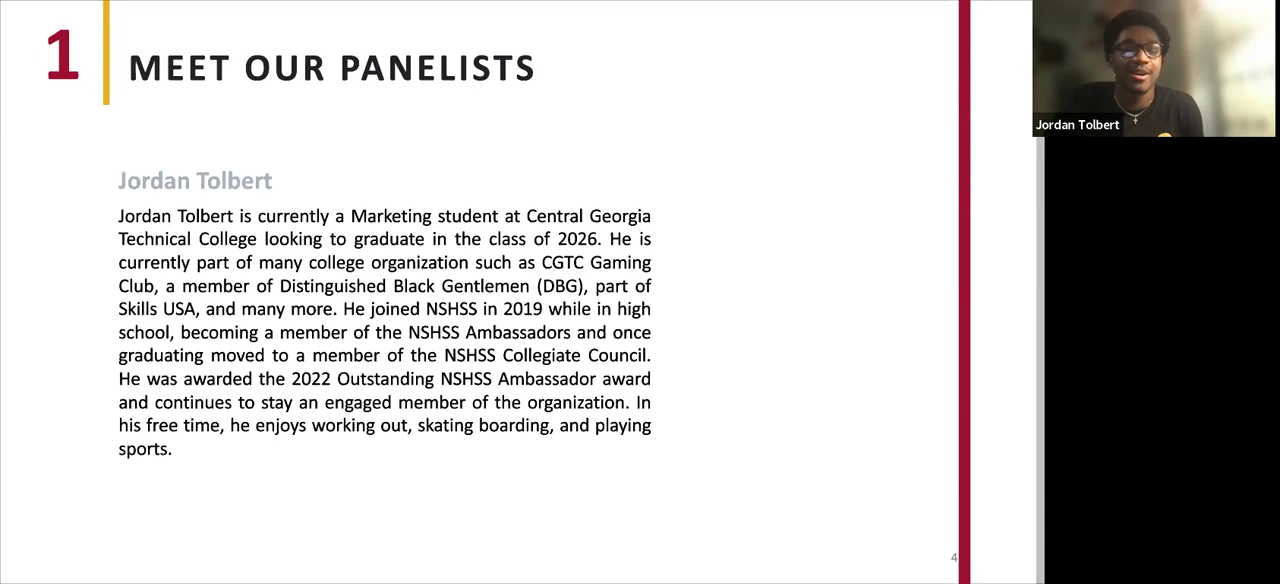 1
MEET OUR PANELISTS
Jordan Tolbert
Jordan Tolbert
Jordan Tolbert is currently a Marketing student at Central Georgia
Technical College looking to graduate in the class of 2026. He is
currently part of many college organization such as CGTC Gaming
Club, a member of Distinguished Black Gentlemen (DBG), part of
Skills USA, and many more. He joined NSHSS in 2019 while in high
school, becoming a member of the NSHSS Ambassadors and once
graduating moved to a member of the NSHSS Collegiate Council.
He was awarded the 2022 Outstanding NSHSS Ambassador award
and continues to stay an engaged member of the organization. In
his free time, he enjoys working out, skating boarding, and playing
sports.
4